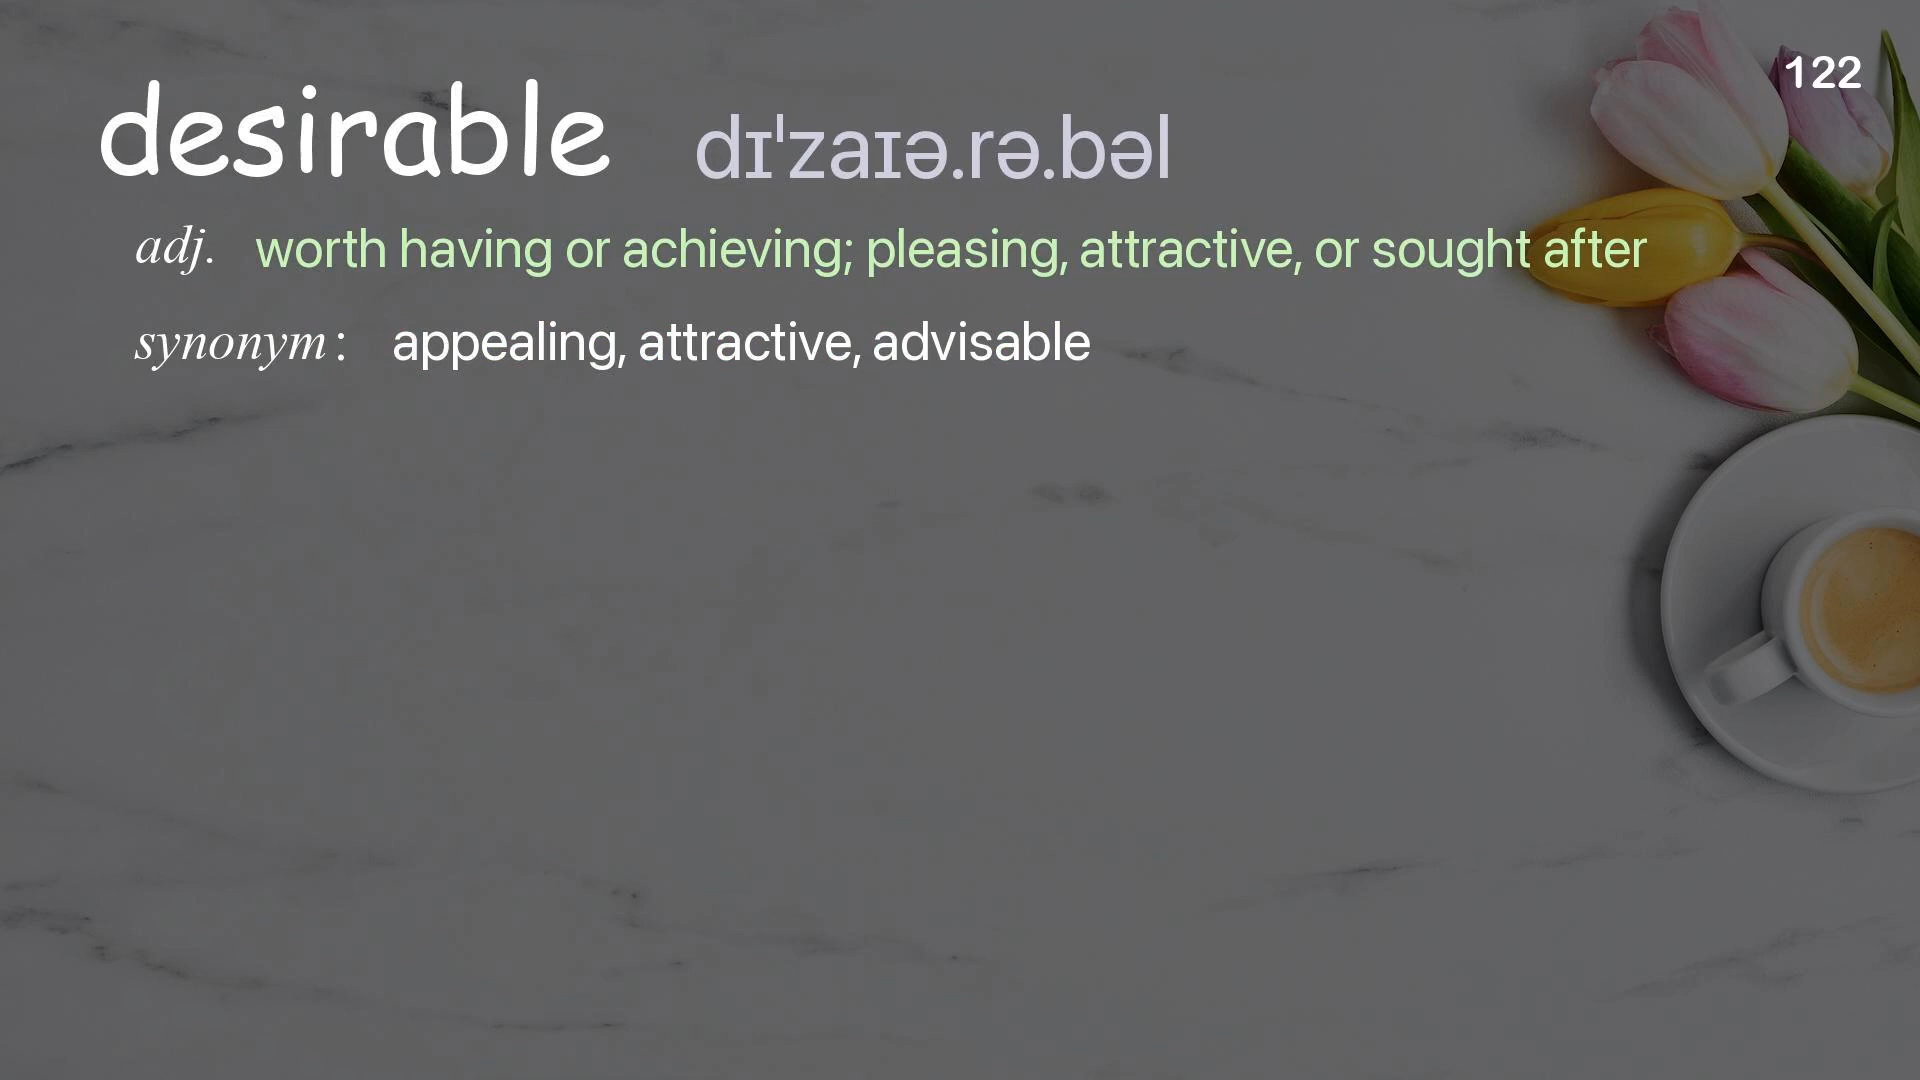 122
desirable dɪˈzaɪə.rə.bəl
adj. worth having or achieving; pleasing, attractive, or sought after
synonym : appealing, attractive, advisable